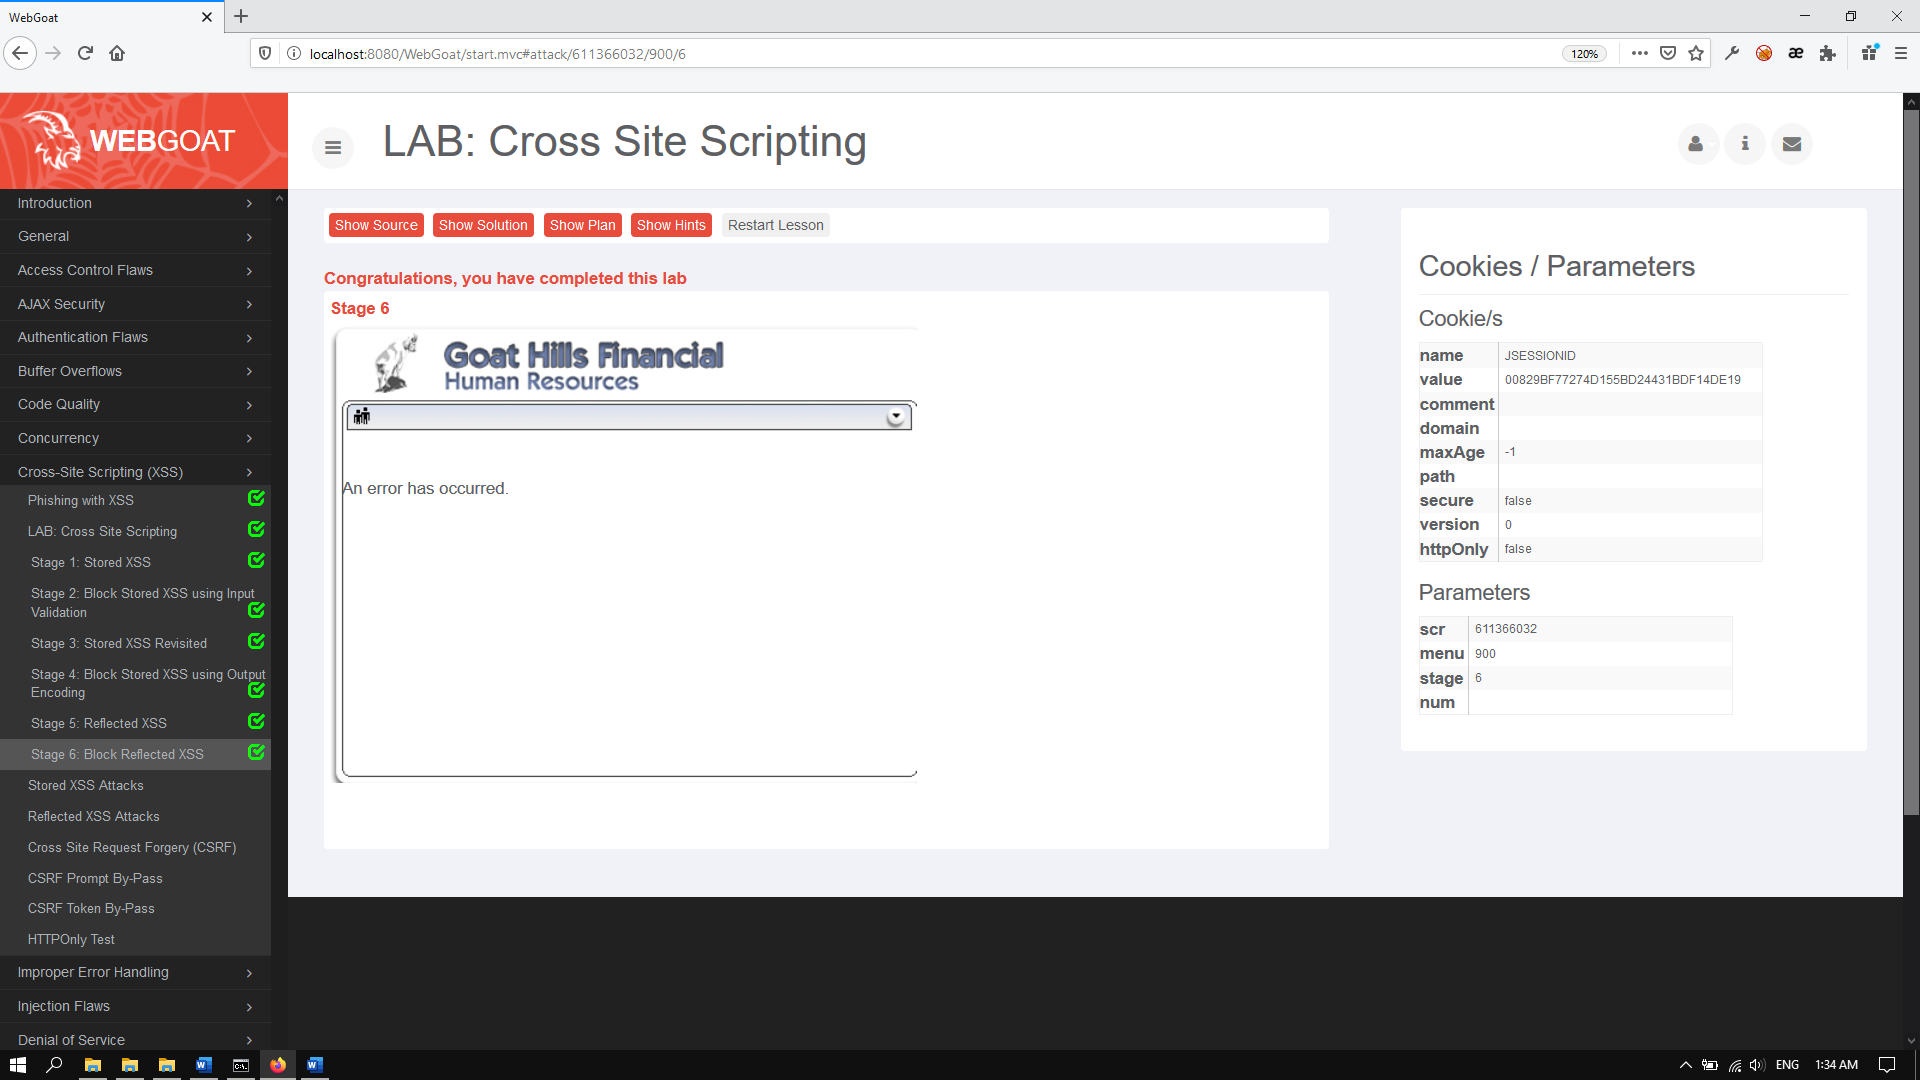 WebGoat
localhost:8080/WebGoat/start.mvc#attack/611366032/900/6
120%
WEBGOAT
LAB: Cross Site Scripting
Introduction
General
Access Control Flaws
AJAX Security
Authentication Flaws
Buffer Overflows
Code Quality
Concurrency
Cross-Site Scripting (XSS)
Phishing with XSS
LAB: Cross Site Scripting
Stage 1: Stored XSS
Stage 2: Block Stored XSS using Input
Validation
Stage 3: Stored XSS Revisited
Stage 4: Block Stored XSS using Output
Encoding
Stage 5: Reflected XSS
Stage 6: Block Reflected XSS
Stored XSS Attacks
Reflected XSS Attacks
Cross Site Request Forgery (CSRF)
CSRF Prompt By-Pass
CSRF Token By-Pass
HTTPOnly Test
Improper Error Handling
Injection Flaws
Denial of Service
Show Source Show Solution Show Plan Show Hints Restart Lesson
Congratulations, you have completed this lab
Stage 6
Goat Hills Financial
Human Resources
An error has occurred.
Cookies / Parameters
Cookie/s
name JSESSIONID
value 00829BF77274D155BD24431BDF14DE19
comment
domain
maxAge -1
path
secure false
version 0
httpOnly false
Parameters
scr 611366032
menu 900
stage 6
num
ENG 1:34 AM